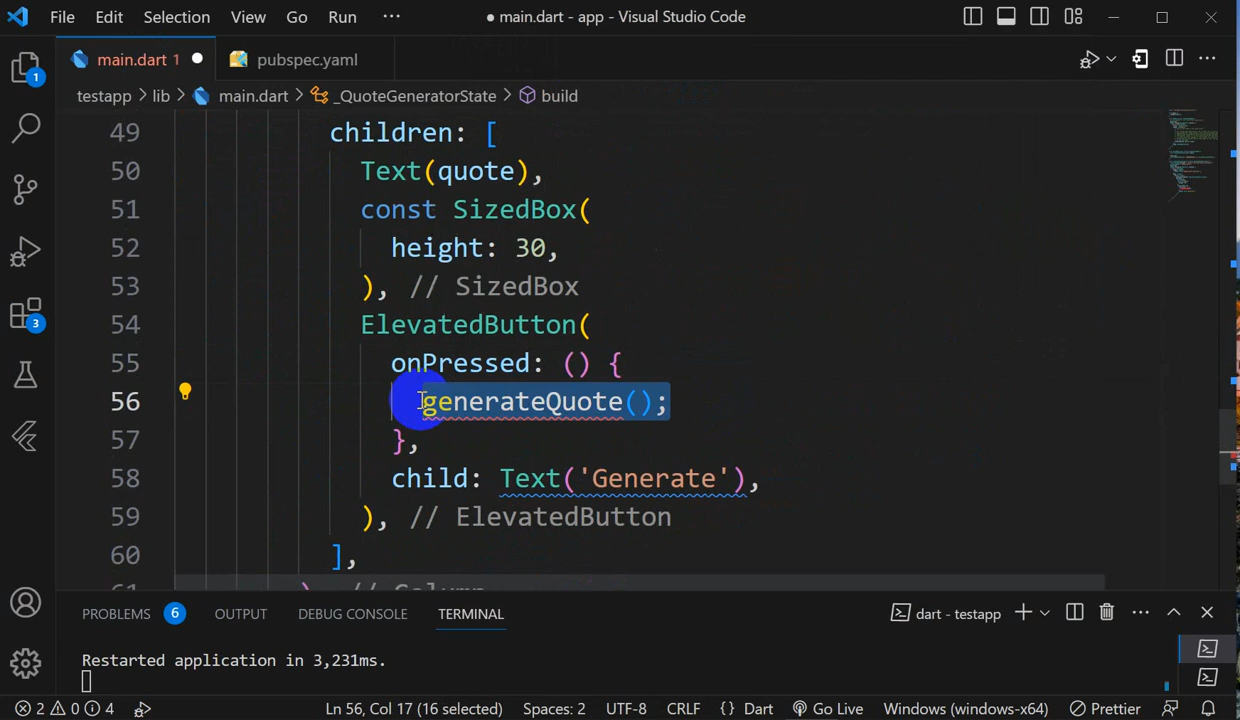 File Edit Selection View Go Run ··· ● main.dart - app - Visual Studio Code
main.dart 1 ● pubspec.yaml
testapp > lib > main.dart > _QuoteGeneratorState > build
49 children: [
50 Text(quote),
51 const SizedBox(
52 height: 30,
53 ), // SizedBox
54 ElevatedButton(
55 onPressed: () {
56 generateQuote();
57 },
58 child: Text('Generate'),
59 ), // ElevatedButton
60 ],
61 ), // Column
PROBLEMS 6 OUTPUT DEBUG CONSOLE TERMINAL dart - testapp
Restarted application in 3,231ms.
2 0 4 Ln 56, Col 17 (16 selected) Spaces: 2 UTF-8 CRLF {} Dart Go Live Windows (windows-x64) Prettier
1
3